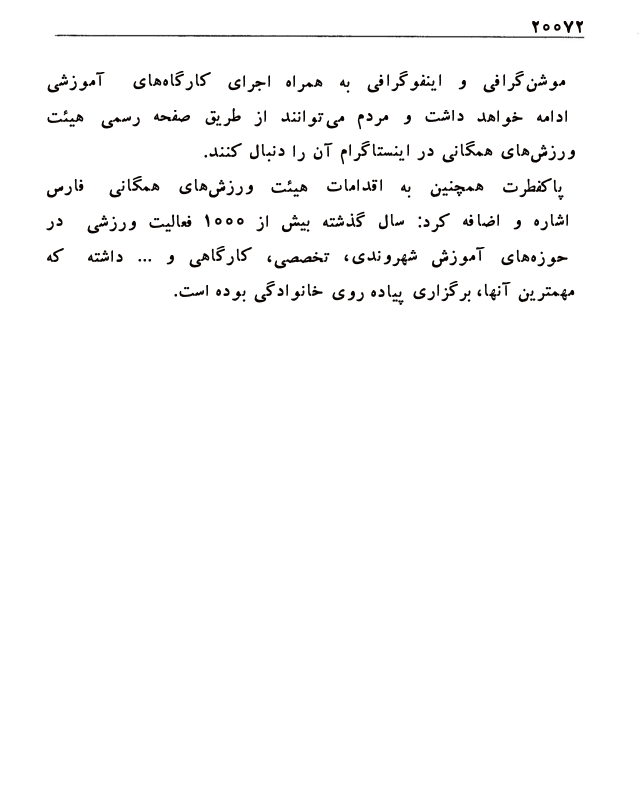 ۲۰۰۷۲
موشن‌گرافی و اینفوگرافی به همراه اجرای کارگاه‌های آموزشی
ادامه خواهد داشت و مردم می‌توانند از طریق صفحه رسمی هیئت
ورزش‌های همگانی در اینستاگرام آن را دنبال کنند.
پاکفطرت همچنین به اقدامات هیئت ورزش‌های همگانی فارس
اشاره و اضافه کرد: سال گذشته بیش از ۱۰۰۰ فعالیت ورزشی در
حوزه‌های آموزش شهروندی، تخصصی، کارگاهی و ... داشته که
مهمترین آنها، برگزاری پیاده روی خانوادگی بوده است.